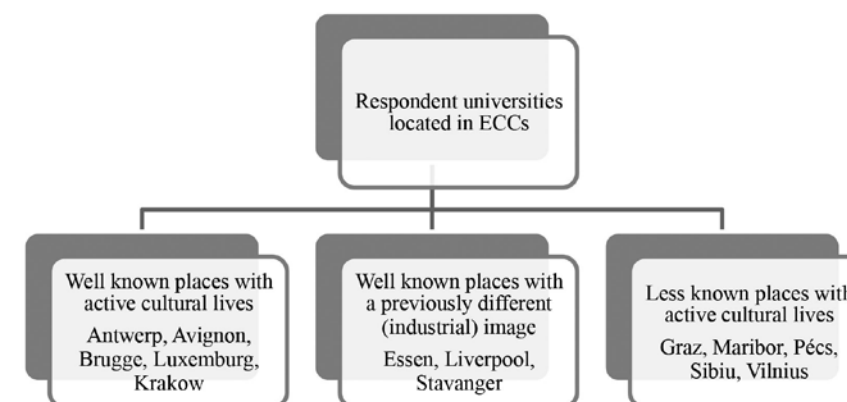 Respondent universities
located in ECCs
Well known places with
active cultural lives
Antwerp, Avignon,
Brugge, Luxemburg,
Krakow
Well known places with
a previously different
(industrial) image
Essen, Liverpool,
Stavanger
Less known places with
active cultural lives
Graz, Maribor, Pécs,
Sibiu, Vilnius